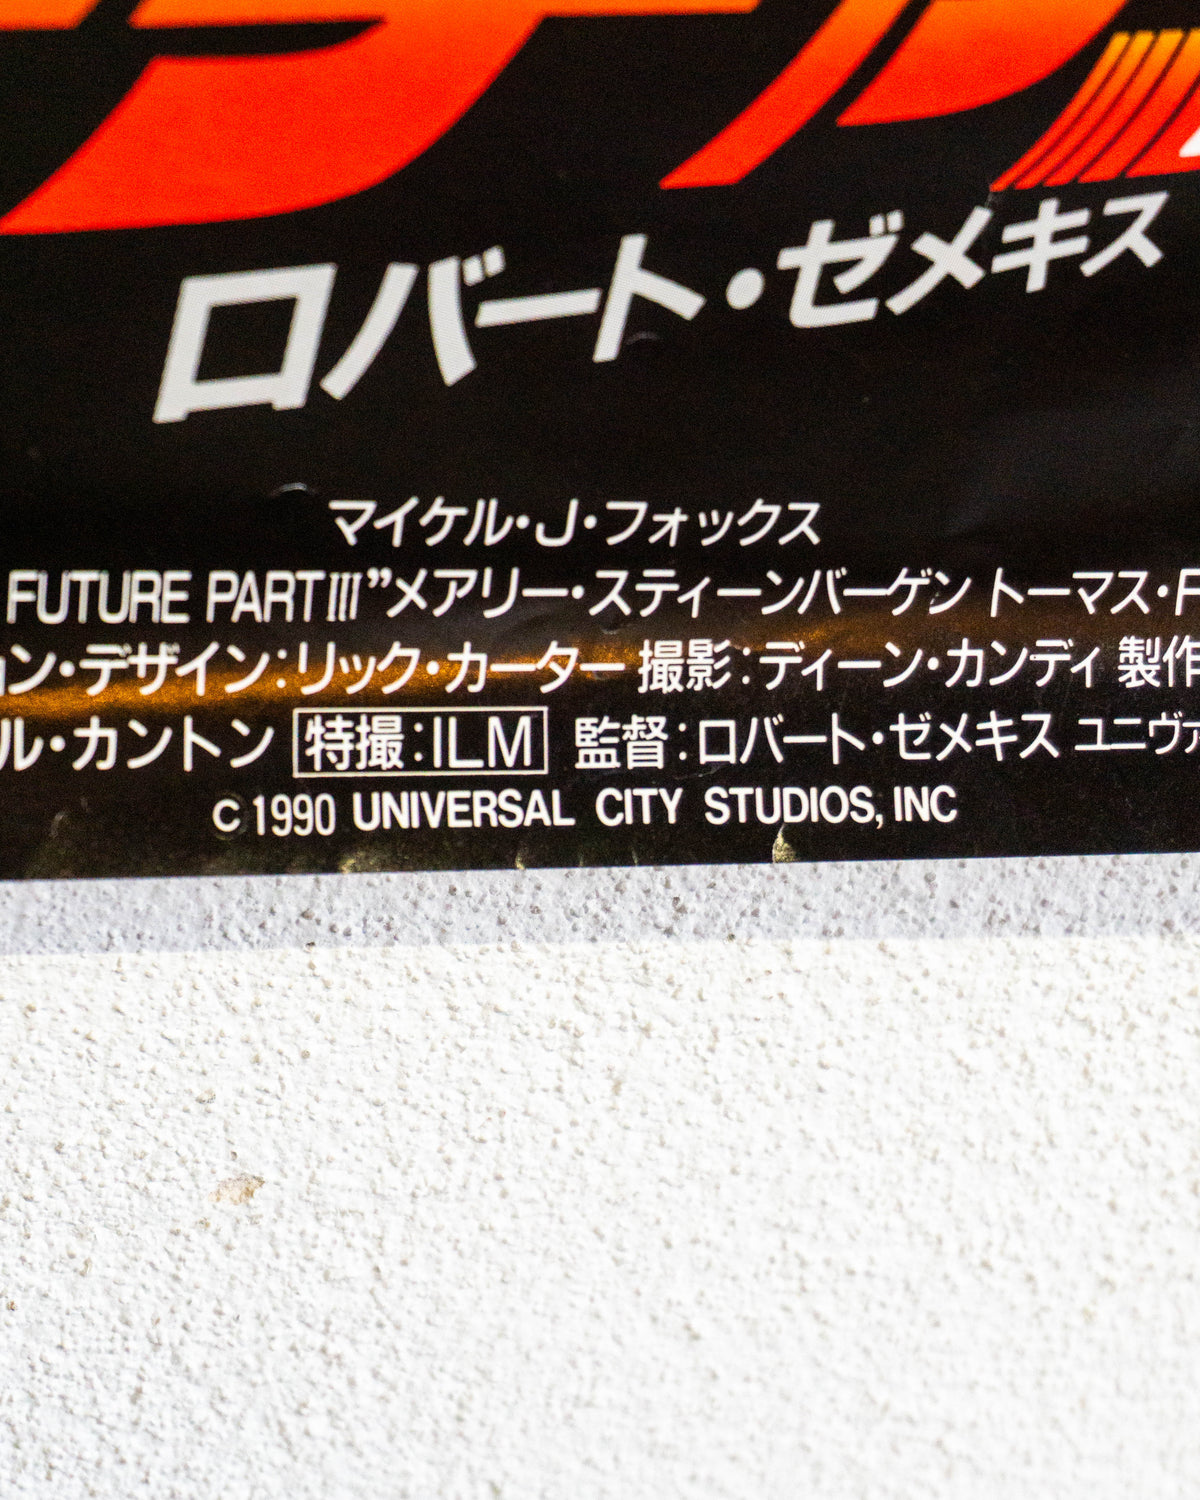 ロバート・ゼメキス
マイケル・J・フォックス
FUTURE PART III”メアリー・スティーンバーゲン トーマス・F
ョン・デザイン:リック・カーター 撮影:ディーン・カンディ 製作
ル・カントン 特撮:ILM 監督:ロバート・ゼメキス ユニヴァ
©1990 UNIVERSAL CITY STUDIOS, INC